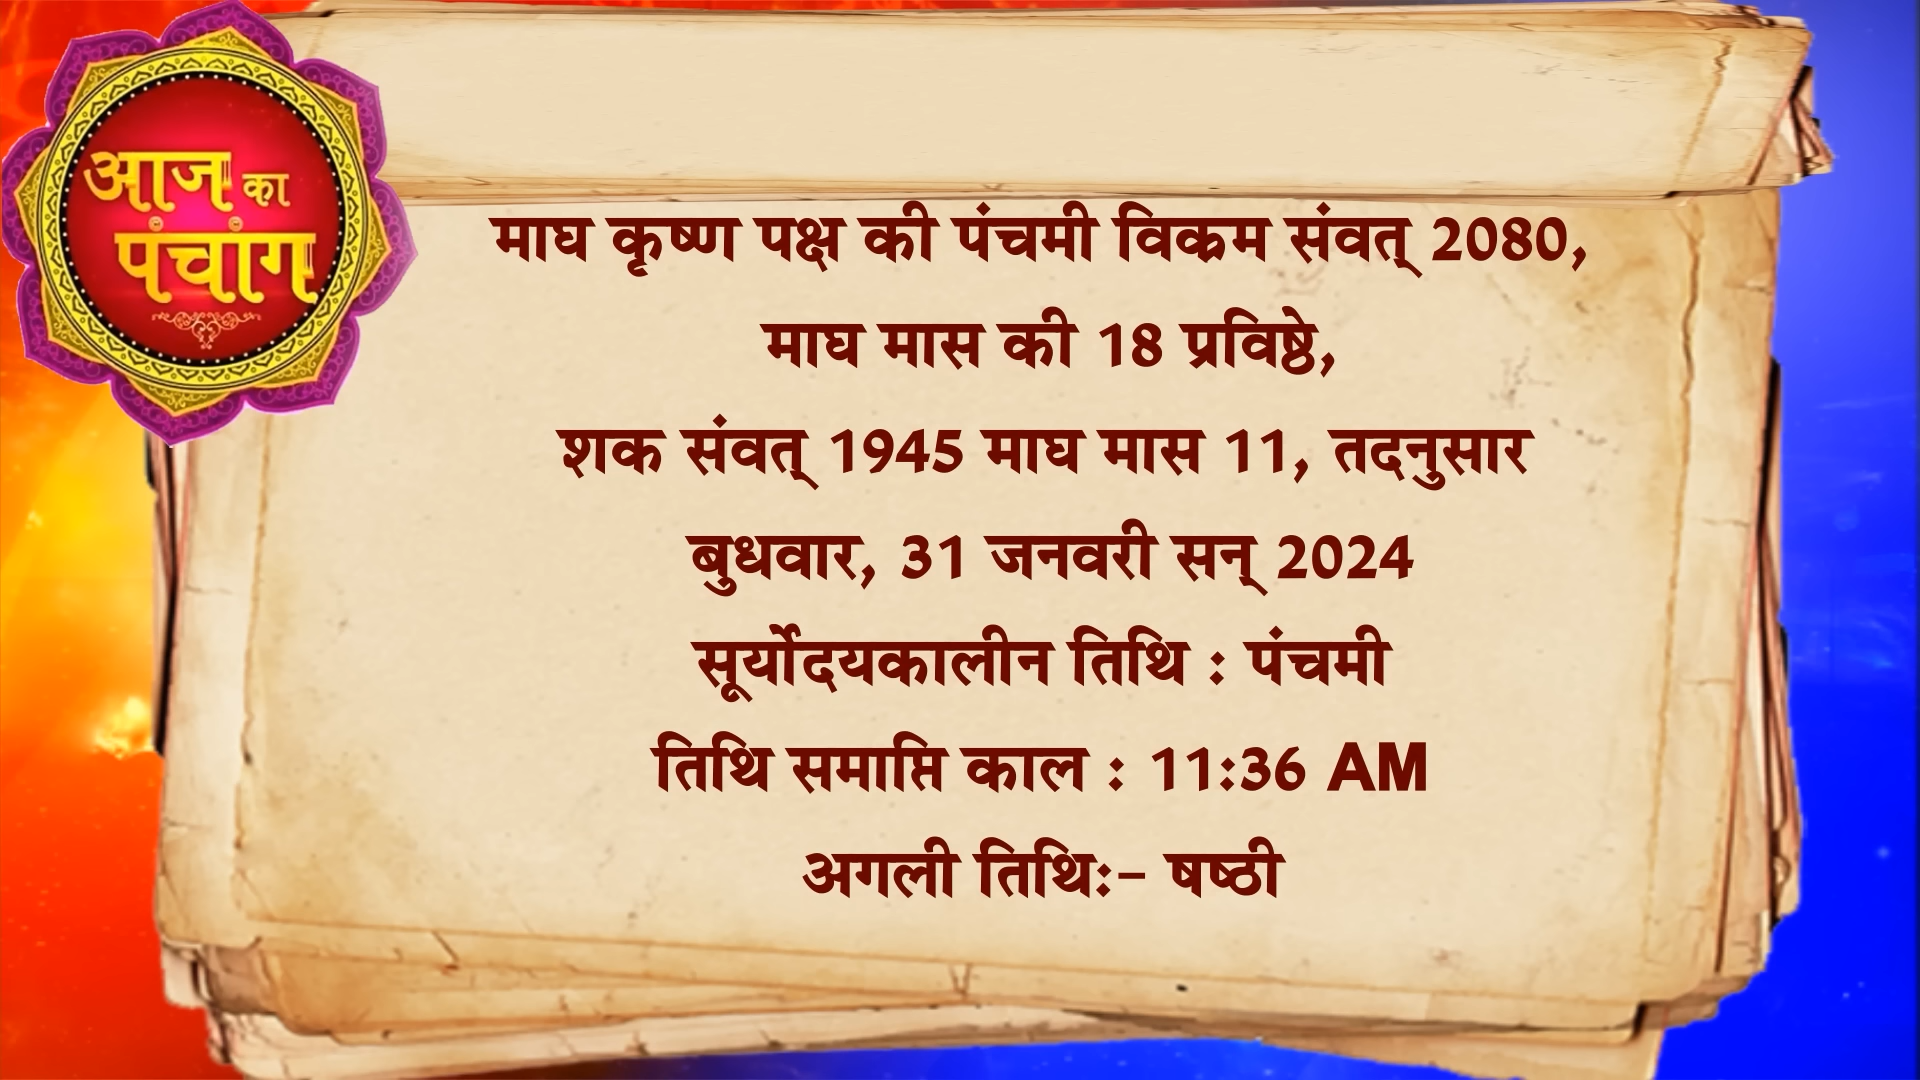 आज का
पंचांग
माघ कृष्ण पक्ष की पंचमी विक्रम संवत् 2080,
माघ मास की 18 प्रविष्ठे,
शक संवत् 1945 माघ मास 11, तदनुसार
बुधवार, 31 जनवरी सन् 2024
सूर्योदयकालीन तिथि : पंचमी
तिथि समाप्ति काल : 11:36 AM
अगली तिथिः- षष्ठी